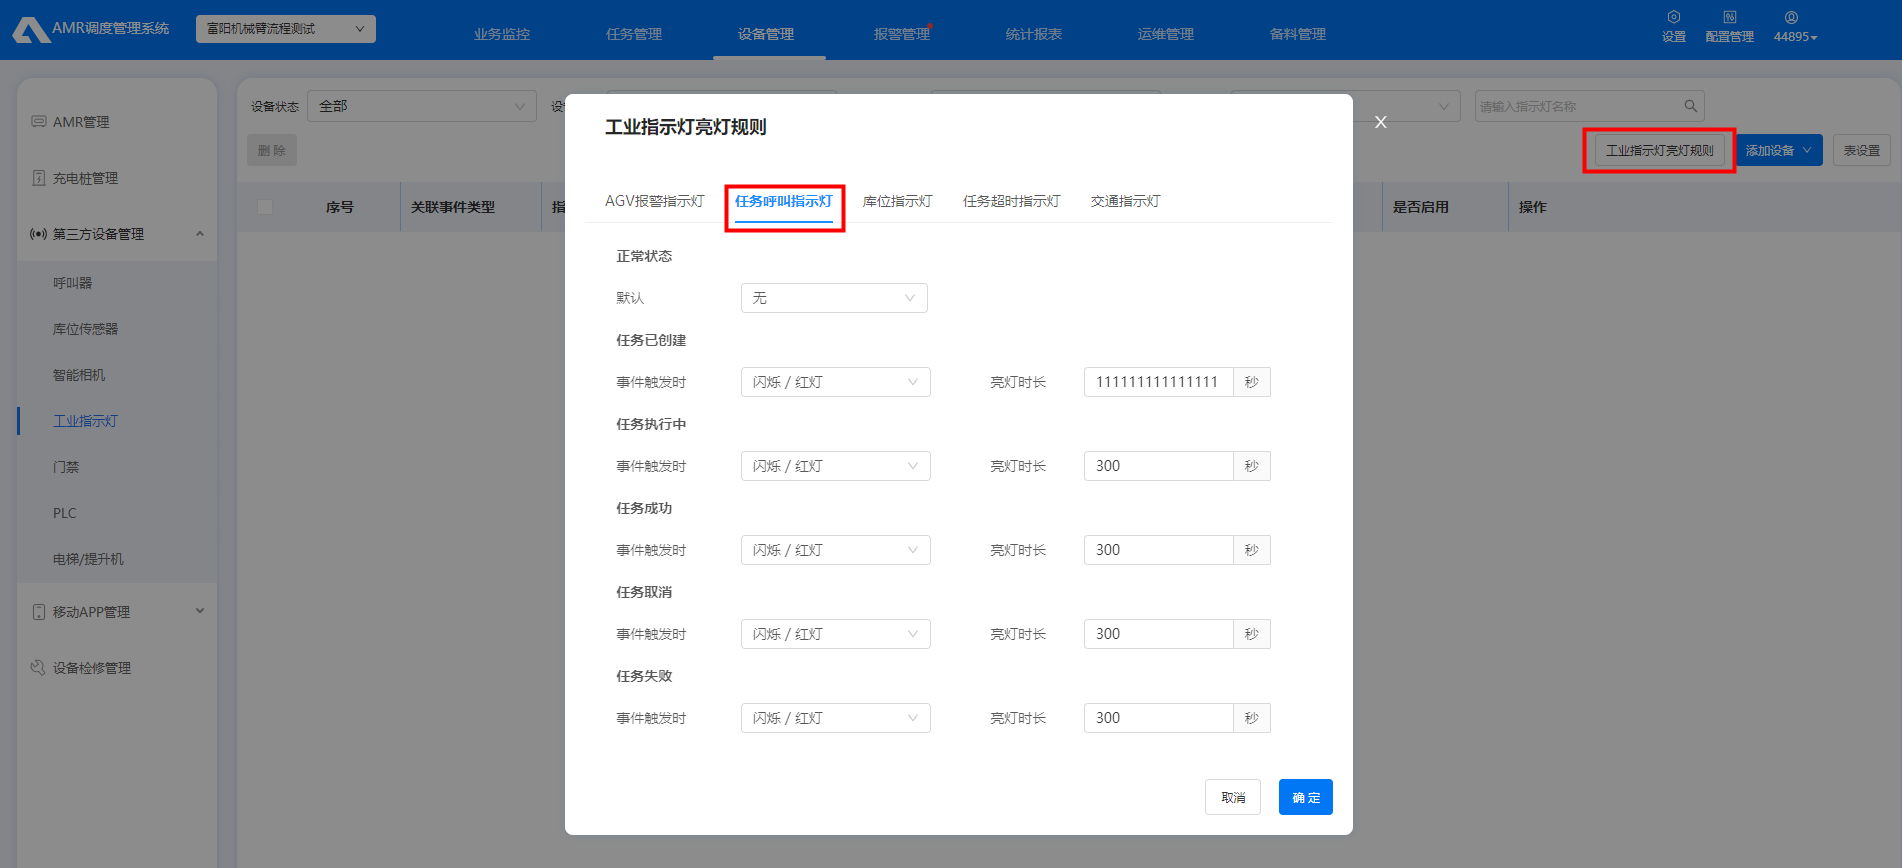 AMR调度管理系统 富阳机械臂流程测试 业务监控 任务管理 设备管理 报警管理 统计报表 运维管理 备料管理 设置 配置管理 44895
AMR管理
充电桩管理
第三方设备管理
呼叫器
库位传感器
智能相机
工业指示灯
门禁
PLC
电梯/提升机
移动APP管理
设备检修管理
设备状态 全部 请输入指示灯名称
删 除 工业指示灯亮灯规则 添加设备 表设置
序号 关联事件类型 是否启用 操作
工业指示灯亮灯规则 X
AGV报警指示灯 任务呼叫指示灯 库位指示灯 任务超时指示灯 交通指示灯
正常状态
默认 无
任务已创建
事件触发时 闪烁 / 红灯 亮灯时长 111111111111111 秒
任务执行中
事件触发时 闪烁 / 红灯 亮灯时长 300 秒
任务成功
事件触发时 闪烁 / 红灯 亮灯时长 300 秒
任务取消
事件触发时 闪烁 / 红灯 亮灯时长 300 秒
任务失败
事件触发时 闪烁 / 红灯 亮灯时长 300 秒
取消 确 定